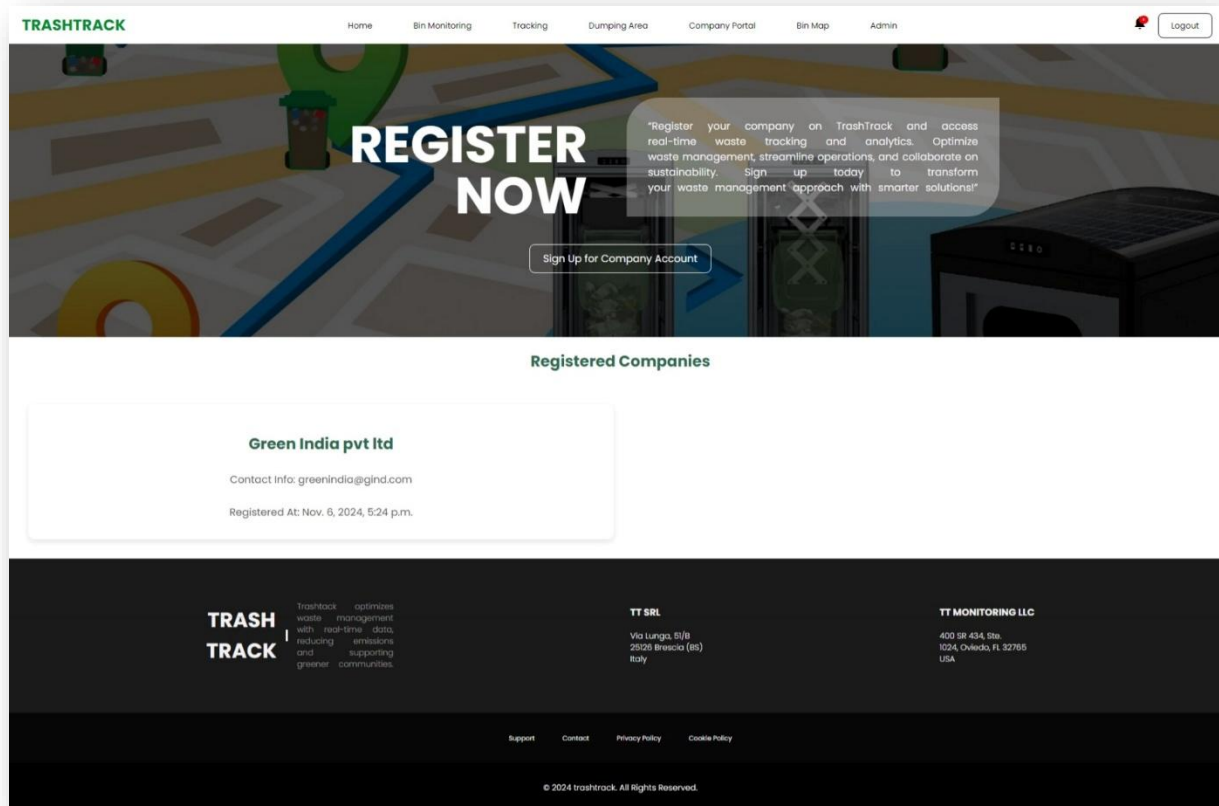 TRASHTRACK
Home Bin Monitoring Tracking Dumping Area Company Portal Bin Map Admin
Logout
REGISTER
NOW
"Register your company on TrashTrack and access
real-time waste tracking and analytics. Optimize
waste management, streamline operations, and collaborate on
sustainability. Sign up today to transform
your waste management approach with smarter solutions!"
Sign Up for Company Account
Registered Companies
Green India pvt ltd
Contact Info: greenindia@gind.com
Registered At: Nov. 6, 2024, 5:24 p.m.
TRASH
TRACK
Trashtack optimizes
waste management
with real-time data,
reducing emissions
and supporting
greener communities.
TT SRL
Via Lunga, 51/B
25126 Brescia (BS)
Italy
TT MONITORING LLC
400 SR 434, Ste.
1024, Oviedo, FL 32765
USA
Support Contact Privacy Policy Cookie Policy
© 2024 trashtrack. All Rights Reserved.